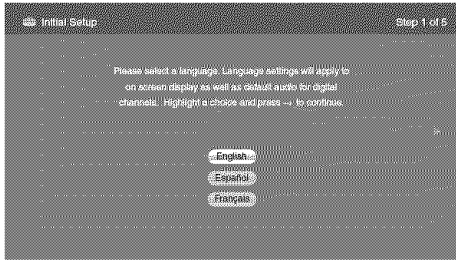 Initial Setup
Step 1 of 5
Please select a language. Language settings will apply to
on screen display as well as default audio for digital
channels. Highlight a choice and press → to continue.
English
Español
Français